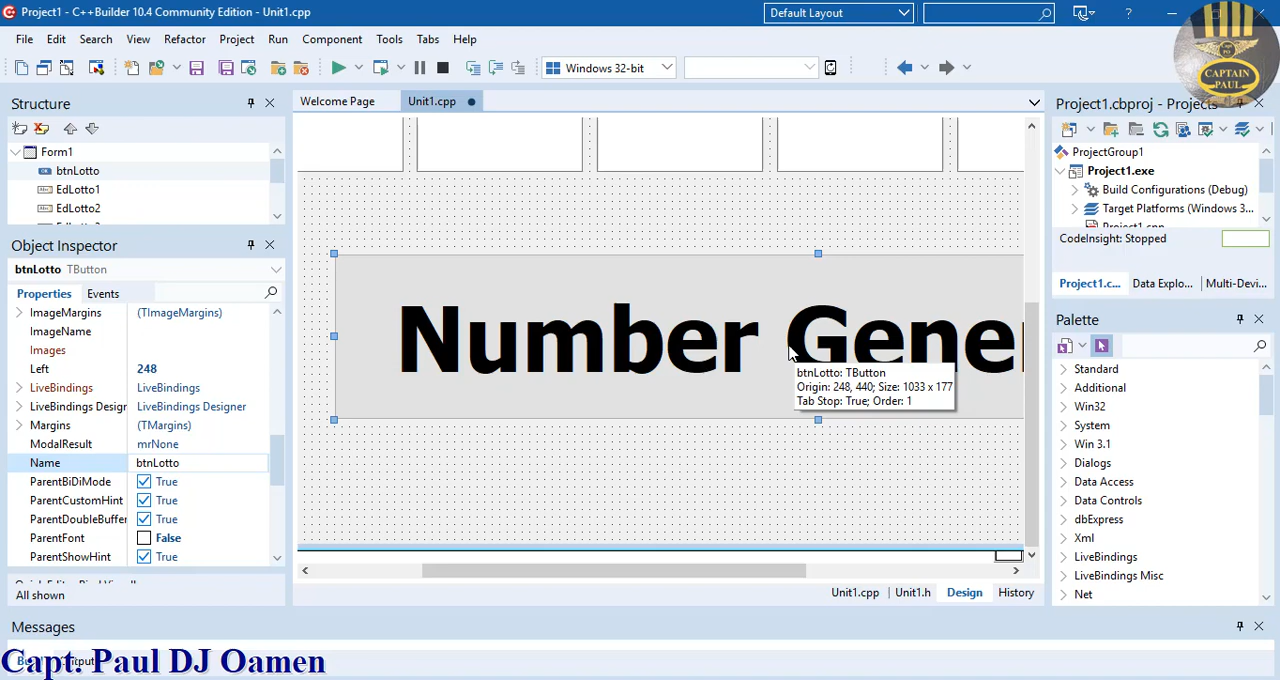 Project1 - C++Builder 10.4 Community Edition - Unit1.cpp
Default Layout
File Edit Search View Refactor Project Run Component Tools Tabs Help
Windows 32-bit
CAPTAIN
PAUL
Structure
Form1
btnLotto
EdLotto1
EdLotto2
Object Inspector
btnLotto TButton
Properties Events
ImageMargins (TImageMargins)
ImageName
Images
Left 248
LiveBindings LiveBindings
LiveBindings Designer LiveBindings Designer
Margins (TMargins)
ModalResult mrNone
Name btnLotto
ParentBiDiMode True
ParentCustomHint True
ParentDoubleBuffer True
ParentFont False
ParentShowHint True
All shown
Welcome Page Unit1.cpp
Number Gener
btnLotto: TButton
Origin: 248, 440; Size: 1033 x 177
Tab Stop: True; Order: 1
Unit1.cpp Unit1.h Design History
Project1.cbproj - Projects
ProjectGroup1
Project1.exe
Build Configurations (Debug)
Target Platforms (Windows 3...
Project1.cpp
CodeInsight: Stopped
Project1.c... Data Explo... Multi-Devi...
Palette
Standard
Additional
Win32
System
Win 3.1
Dialogs
Data Access
Data Controls
dbExpress
Xml
LiveBindings
LiveBindings Misc
Net
Messages
Capt. Paul DJ Oamen